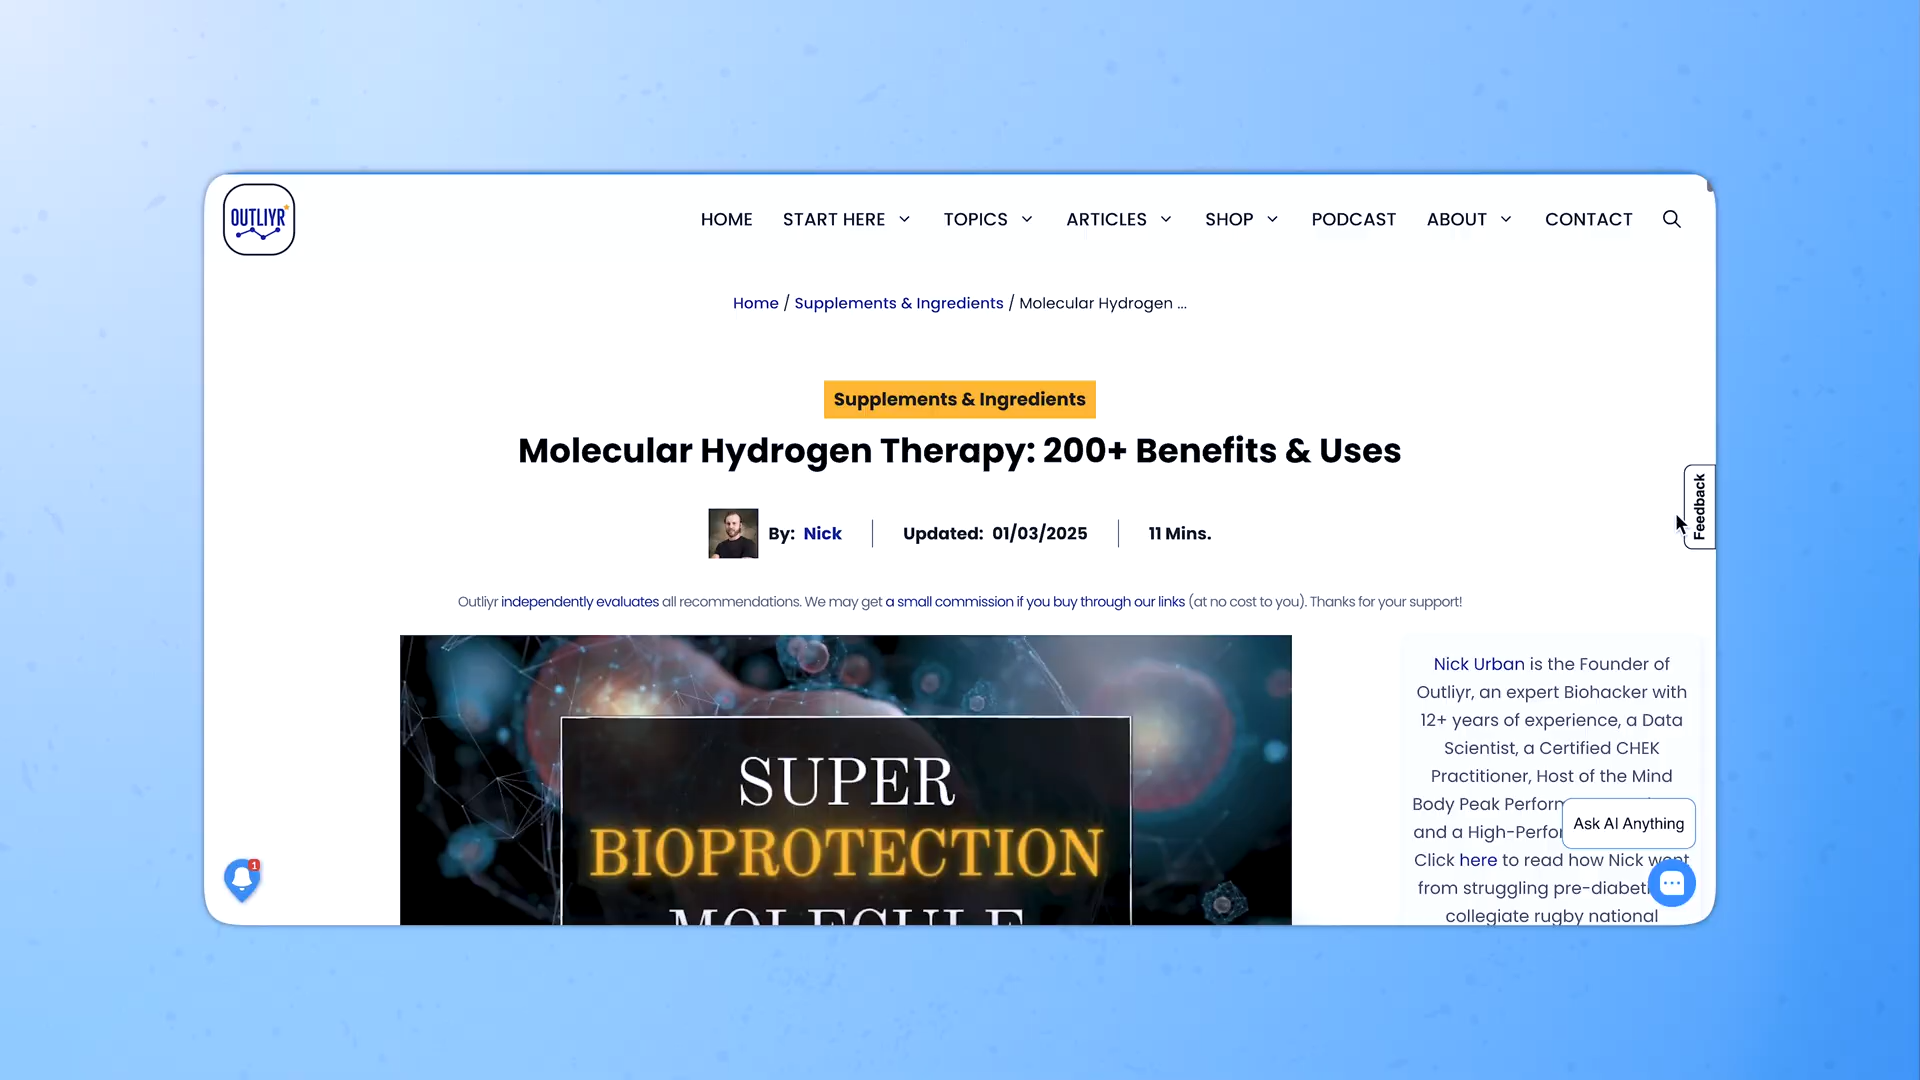 OUTLIYR
HOME START HERE TOPICS ARTICLES SHOP PODCAST ABOUT CONTACT
Home / Supplements & Ingredients / Molecular Hydrogen ...
Supplements & Ingredients
Molecular Hydrogen Therapy: 200+ Benefits & Uses
By: Nick Updated: 01/03/2025 11 Mins.
Feedback
Outliyr independently evaluates all recommendations. We may get a small commission if you buy through our links (at no cost to you). Thanks for your support!
SUPER
BIOPROTECTION
MOLECULE
Nick Urban is the Founder of
Outliyr, an expert Biohacker with
12+ years of experience, a Data
Scientist, a Certified CHEK
Practitioner, Host of the Mind
Body Peak Perform
and a High-Perfor
Click here to read how Nick went
from struggling pre-diabet
collegiate rugby national
Ask AI Anything
1